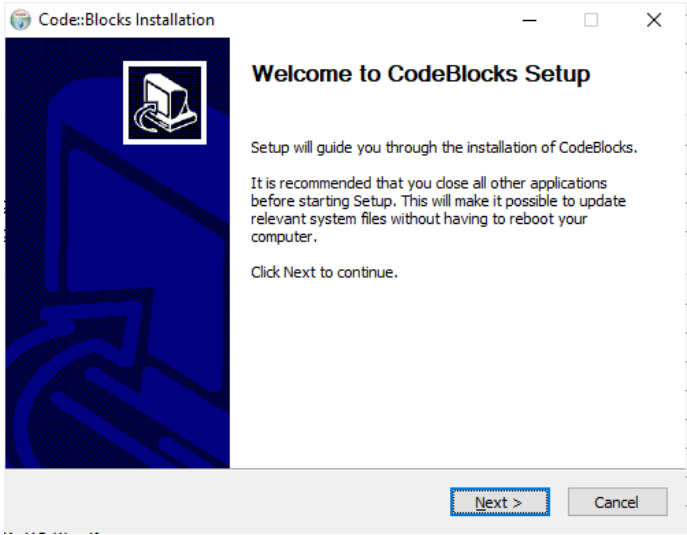 Code::Blocks Installation
Welcome to CodeBlocks Setup
Setup will guide you through the installation of CodeBlocks.
It is recommended that you close all other applications
before starting Setup. This will make it possible to update
relevant system files without having to reboot your
computer.
Click Next to continue.
Next >
Cancel